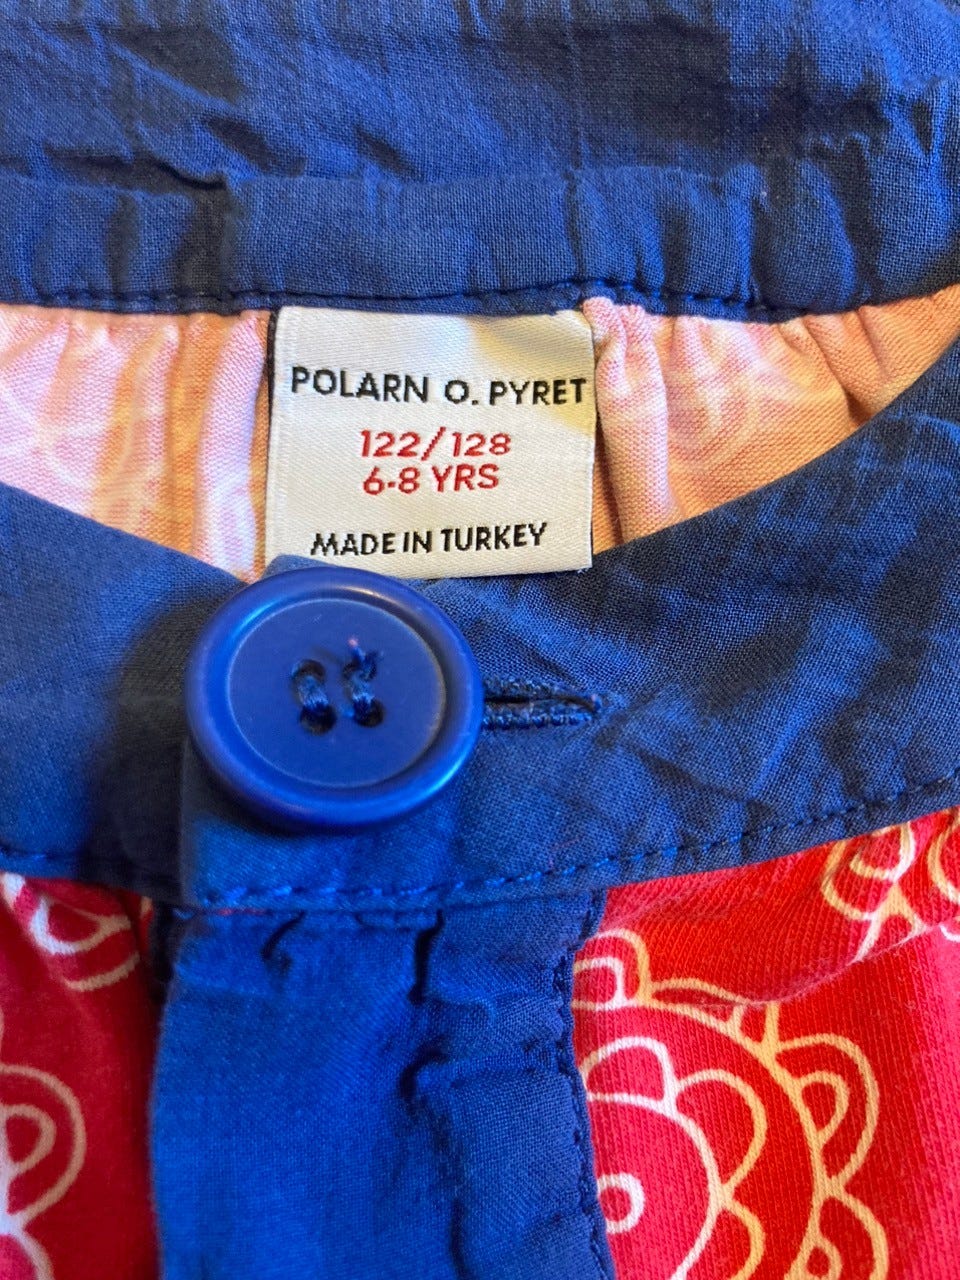 POLARN O. PYRET
122/128
6-8 YRS
MADE IN TURKEY